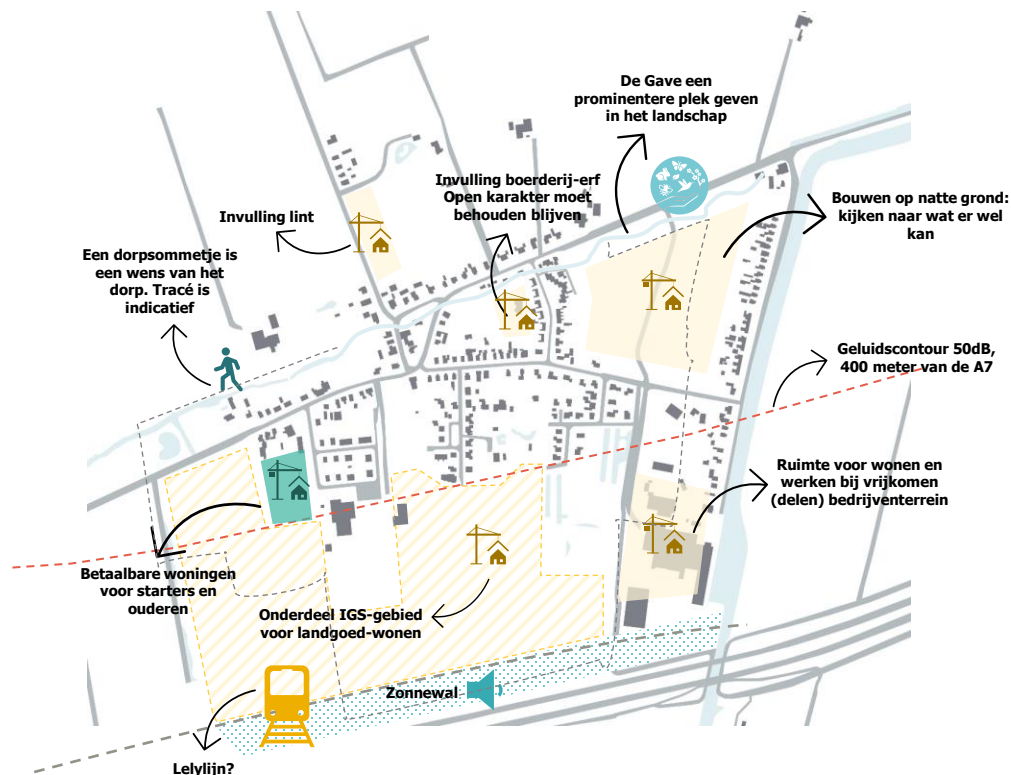 De Gave een
prominentere plek geven
in het landschap
Invulling boerderij-erf
Open karakter moet
behouden blijven
Bouwen op natte grond:
kijken naar wat er wel
kan
Invulling lint
Een dorpsommetje is
een wens van het
dorp. Tracé is
indicatief
Geluidscontour 50dB,
400 meter van de A7
Ruimte voor wonen en
werken bij vrijkomen
(delen) bedrijventerrein
Betaalbare woningen
voor starters en
ouderen
Onderdeel IGS-gebied
voor landgoed-wonen
Zonnewal
Lelylijn?